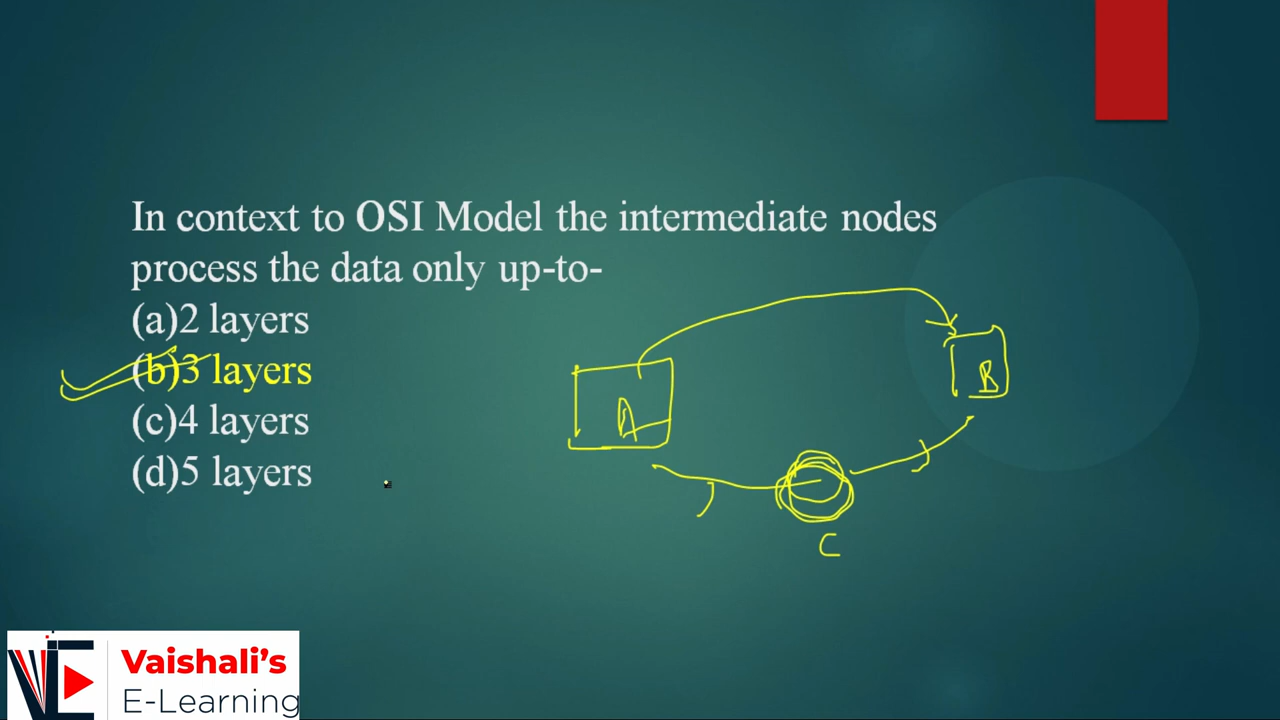 In context to OSI Model the intermediate nodes
process the data only up-to-
(a)2 layers
(b)3 layers
(c)4 layers
(d)5 layers
A
B
C
Vaishali's
E-Learning